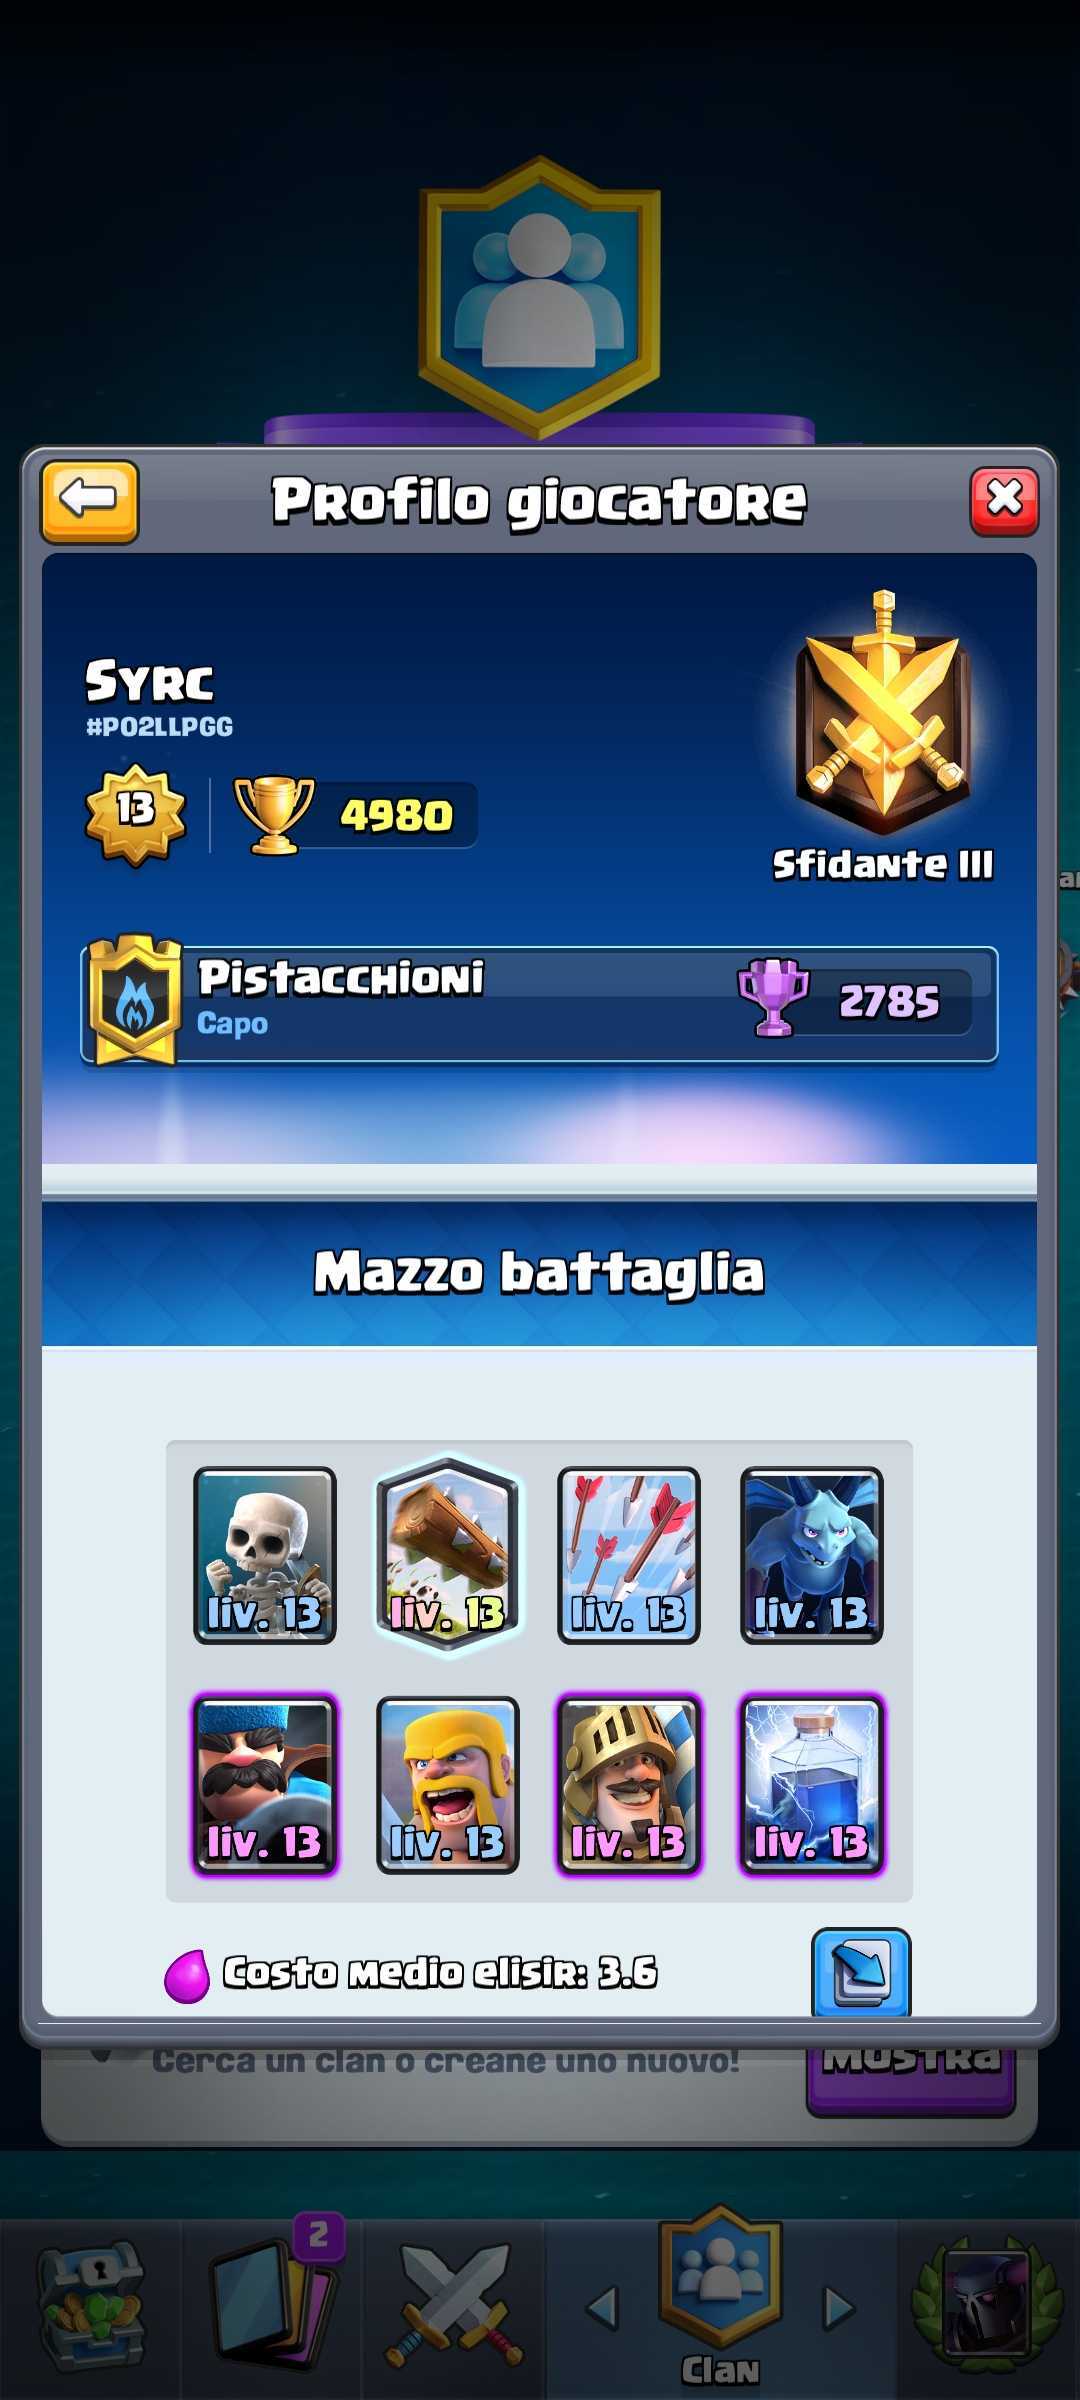 Profilo giocatore
Syrc
#P02LLPGG
13
4980
Sfidante III
Pistacchioni
Capo
2785
Mazzo battaglia
liv. 13
liv. 13
liv. 13
liv. 13
liv. 13
liv. 13
liv. 13
liv. 13
Costo medio elisir: 3.6
Cerca un clan o creane uno nuovo!
Mostra
2
Clan